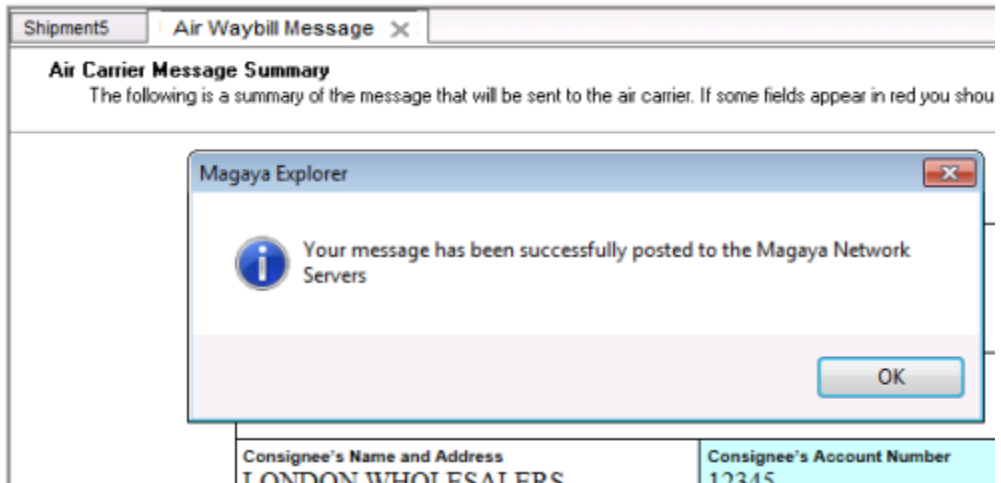 Shipment5
Air Waybill Message
Air Carrier Message Summary
The following is a summary of the message that will be sent to the air carrier. If some fields appear in red you shou
Magaya Explorer
Your message has been successfully posted to the Magaya Network
Servers
OK
Consignee's Name and Address
Consignee's Account Number
LONDON WHOLESALERS
12345